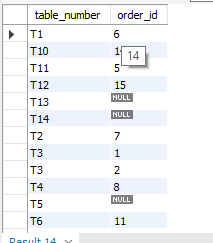 table_number order_id
T1 6
T10
14
T11 5
T12 15
T13 NULL
T14 NULL
T2 7
T3 1
T3 2
T4 8
T5 NULL
T6 11
Result 14